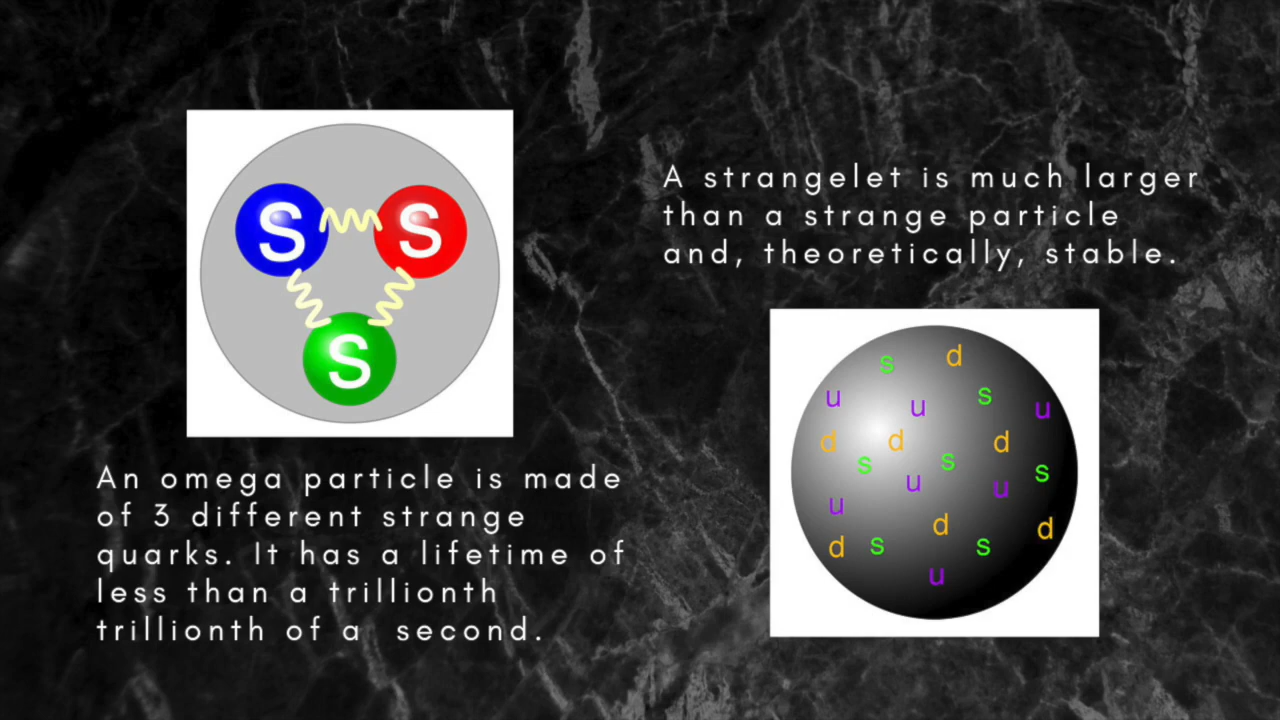 S S
S
An omega particle is made
of 3 different strange
quarks. It has a lifetime of
less than a trillionth
trillionth of a second.
A strangelet is much larger
than a strange particle
and, theoretically, stable.
s d
u u s u
d d d
s s s
u u u
d d
d s s
u